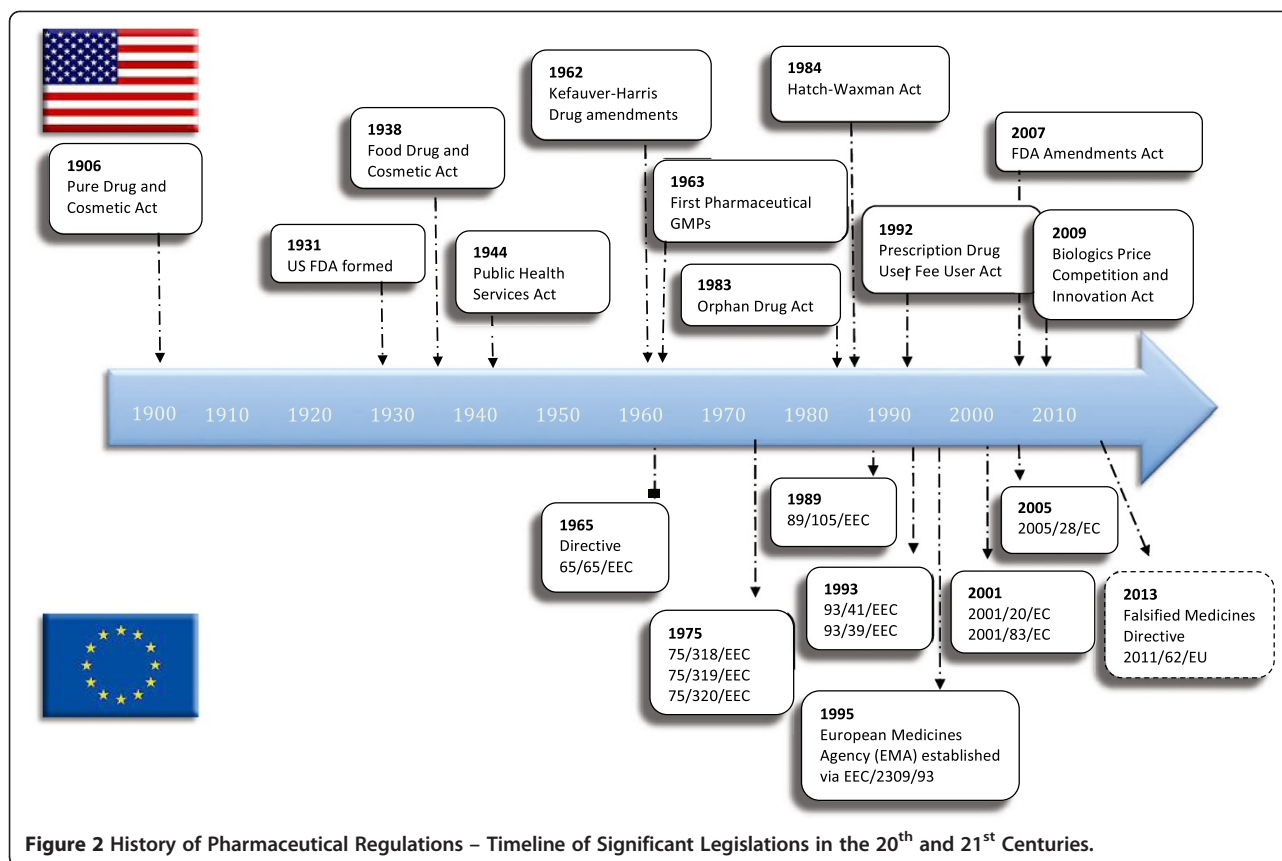 1906
Pure Drug and
Cosmetic Act
1931
US FDA formed
1938
Food Drug and
Cosmetic Act
1944
Public Health
Services Act
1962
Kefauver-Harris
Drug amendments
1963
First Pharmaceutical
GMPs
1983
Orphan Drug Act
1984
Hatch-Waxman Act
1992
Prescription Drug
User Fee User Act
2007
FDA Amendments Act
2009
Biologics Price
Competition and
Innovation Act
1900 1910 1920 1930 1940 1950 1960 1970 1980 1990 2000 2010
1965
Directive
65/65/EEC
1975
75/318/EEC
75/319/EEC
75/320/EEC
1989
89/105/EEC
1993
93/41/EEC
93/39/EEC
1995
European Medicines
Agency (EMA) established
via EEC/2309/93
2001
2001/20/EC
2001/83/EC
2005
2005/28/EC
2013
Falsified Medicines
Directive
2011/62/EU
Figure 2 History of Pharmaceutical Regulations – Timeline of Significant Legislations in the 20th and 21st Centuries.